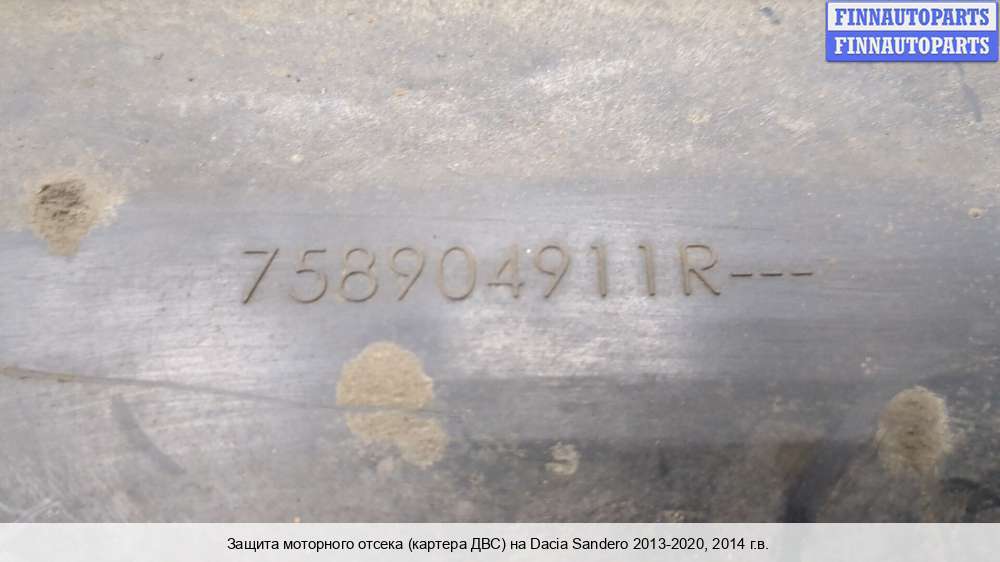 FINNAUTOPARTS
FINNAUTOPARTS
758904911R---
Защита моторного отсека (картера ДВС) на Dacia Sandero 2013-2020, 2014 г.в.